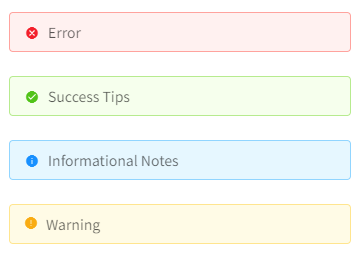 Error
Success Tips
Informational Notes
Warning